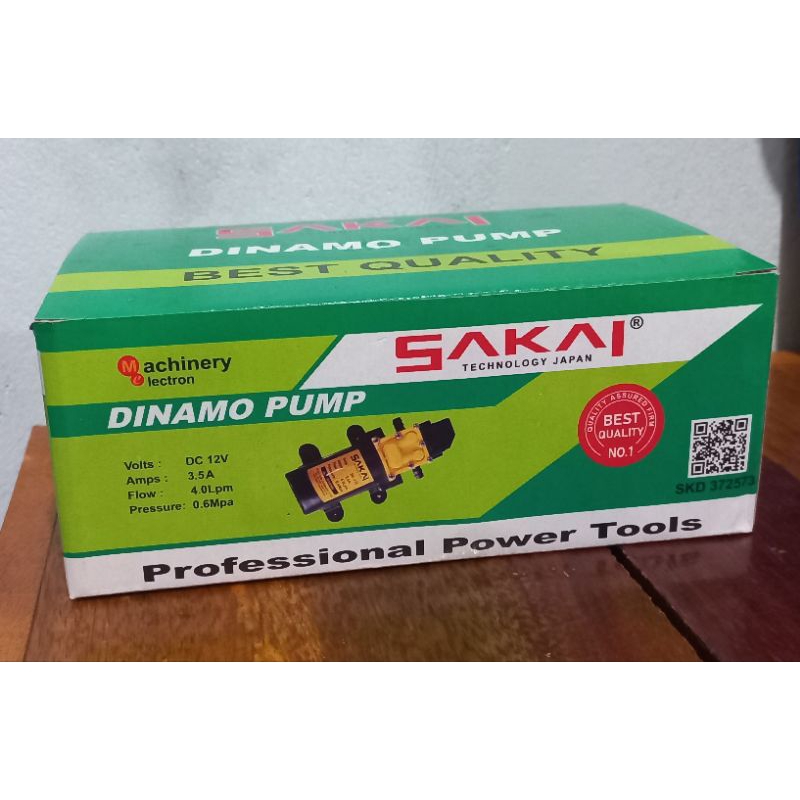 SAKAI
DINAMO PUMP
BEST QUALITY
Machinery
electron
SAKAI®
TECHNOLOGY JAPAN
DINAMO PUMP
Volts : DC 12V
Amps : 3.5A
Flow : 4.0Lpm
Pressure: 0.6Mpa
SAKAI
QUALITY ASSURED FIRM
BEST
QUALITY
NO.1
SKD 372573
Professional Power Tools